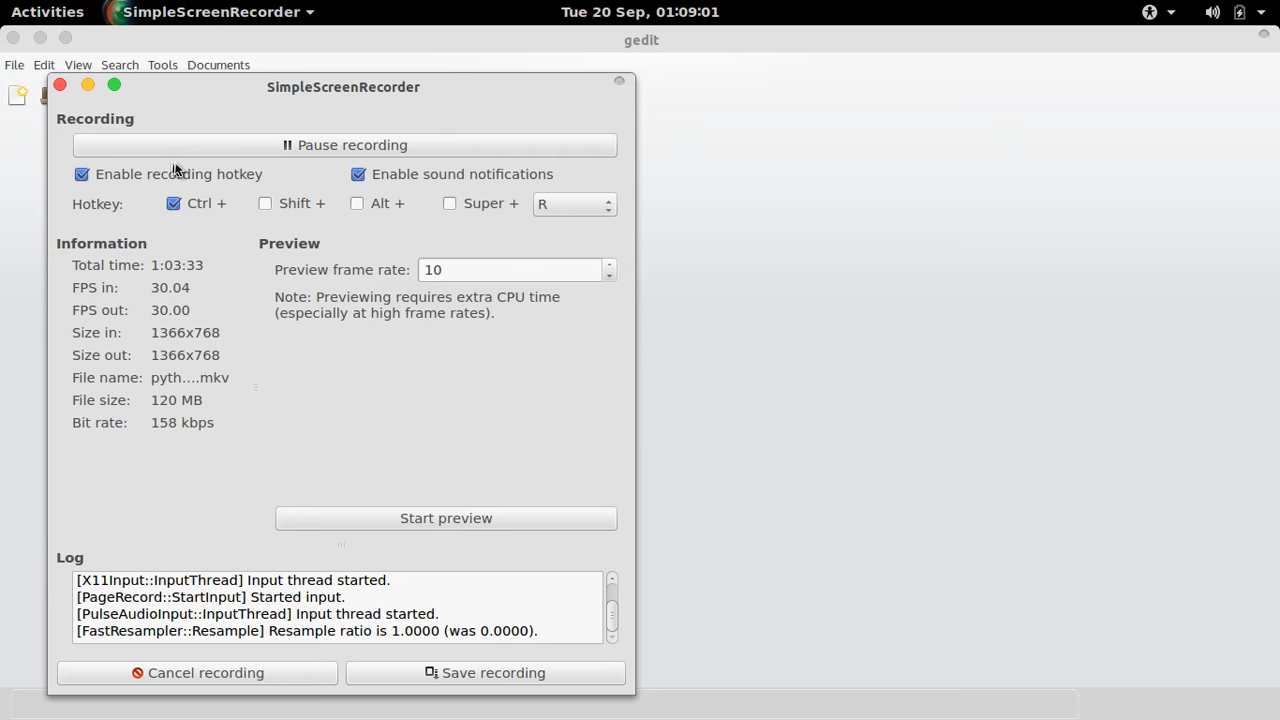 Activities SimpleScreenRecorder Tue 20 Sep, 01:09:01
gedit
File Edit View Search Tools Documents
SimpleScreenRecorder
Recording
Pause recording
Enable recording hotkey Enable sound notifications
Hotkey: Ctrl + Shift + Alt + Super + R
Information Preview
Total time: 1:03:33
Preview frame rate: 10
FPS in: 30.04
Note: Previewing requires extra CPU time
(especially at high frame rates).
FPS out: 30.00
Size in: 1366x768
Size out: 1366x768
File name: pyth....mkv
File size: 120 MB
Bit rate: 158 kbps
Start preview
Log
[X11Input::InputThread] Input thread started.
[PageRecord::StartInput] Started input.
[PulseAudioInput::InputThread] Input thread started.
[FastResampler::Resample] Resample ratio is 1.0000 (was 0.0000).
Cancel recording Save recording